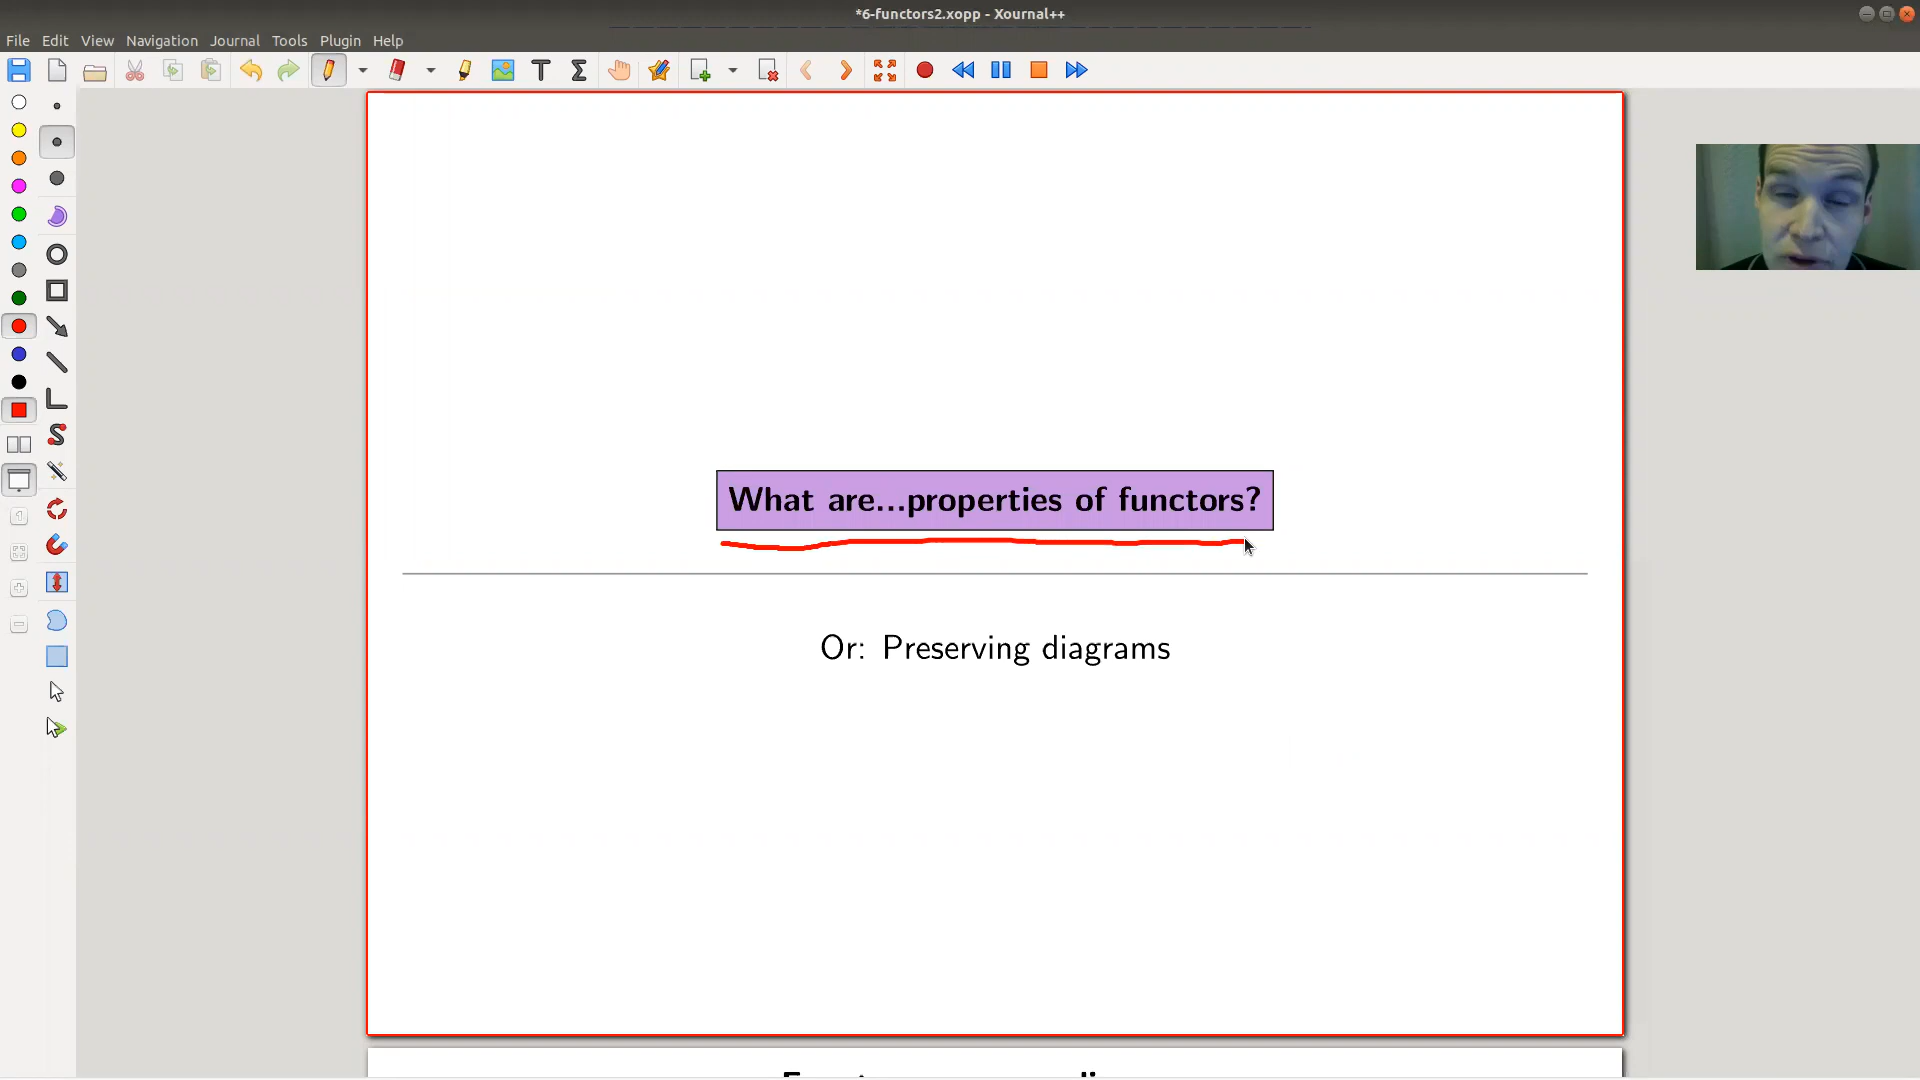 *6-functors2.xopp - Xournal++
File Edit View Navigation Journal Tools Plugin Help
What are...properties of functors?
Or: Preserving diagrams